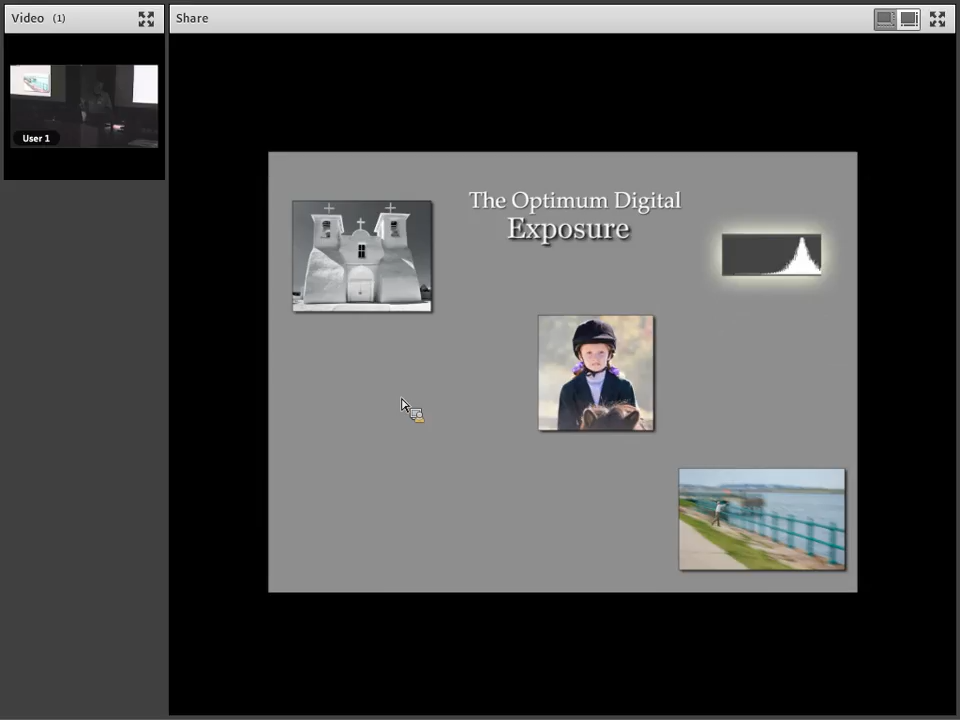 Video (1)
Share
User 1
The Optimum Digital
Exposure